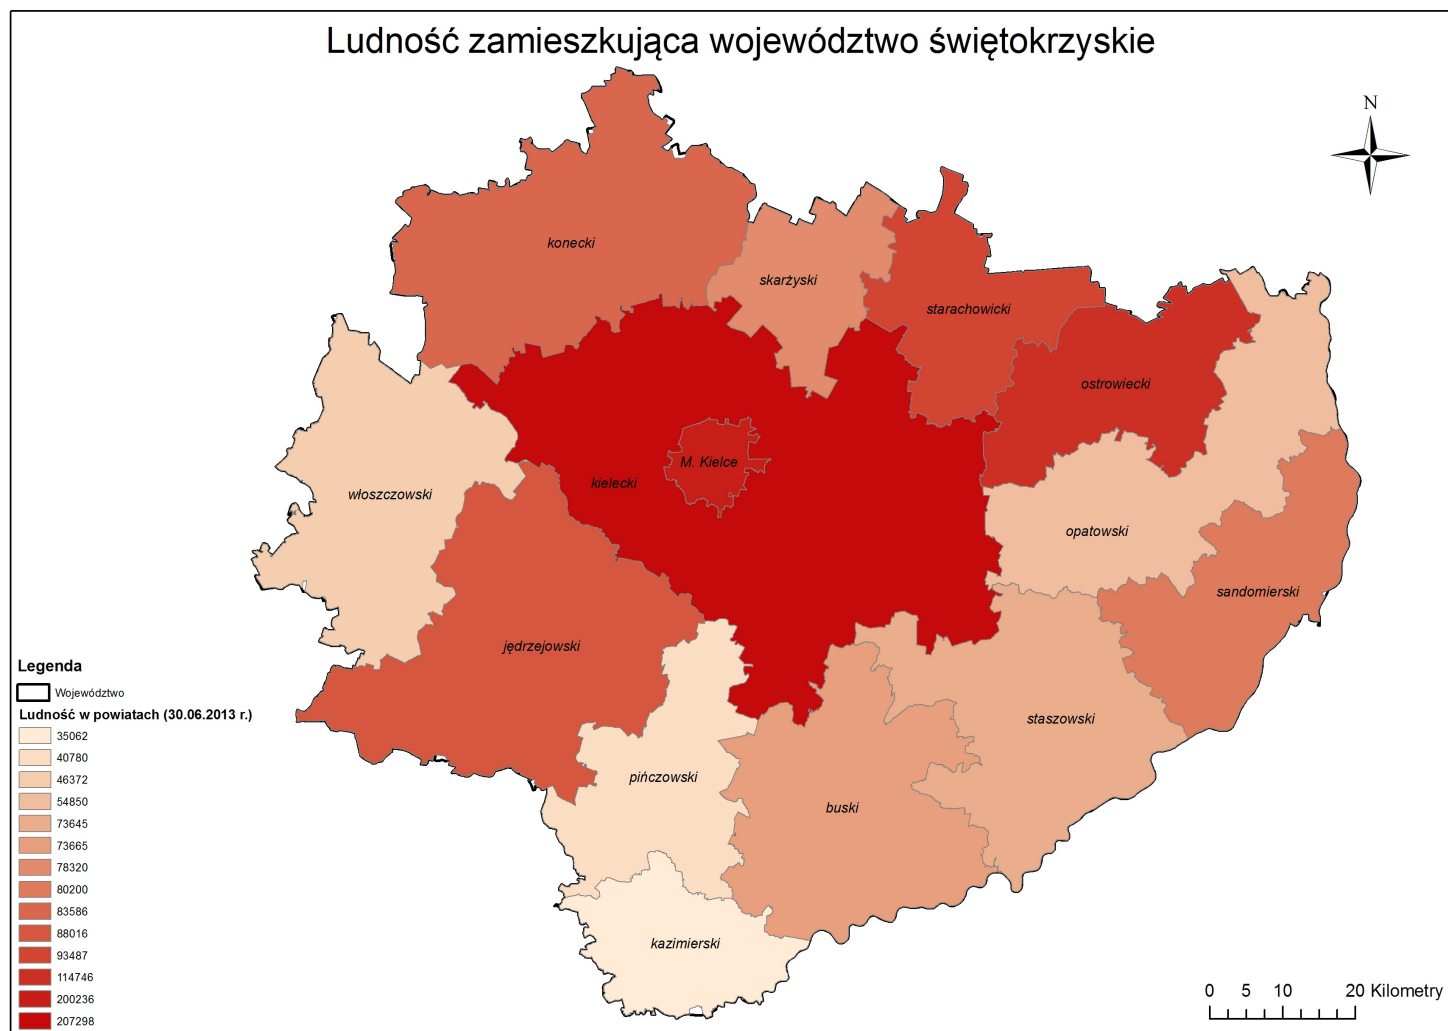 Ludność zamieszkująca województwo świętokrzyskie
N
konecki
skarżyski
starachowicki
ostrowiecki
M. Kielce
kielecki
włoszczowski
opatowski
sandomierski
jędrzejowski
staszowski
pińczowski
buski
kazimierski
Legenda
Województwo
Ludność w powiatach (30.06.2013 r.)
35062
40780
46372
54850
73645
73665
78320
80200
83586
88016
93487
114746
200236
207298
0 5 10 20 Kilometry